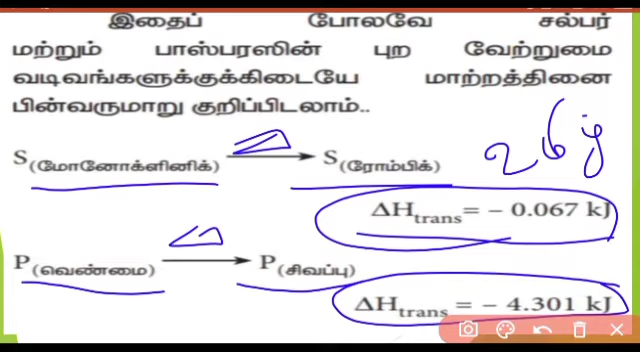 இதைப் போலவே சல்பர்
மற்றும் பாஸ்பரஸின் புற வேற்றுமை
வடிவங்களுக்குக்கிடையே மாற்றத்தினை
பின்வருமாறு குறிப்பிடலாம்..
S(மோனோக்ளினிக்) → S(ரோம்பிக்)
ΔHtrans = – 0.067 kJ
P(வெண்மை) → P(சிவப்பு)
ΔHtrans = – 4.301 kJ